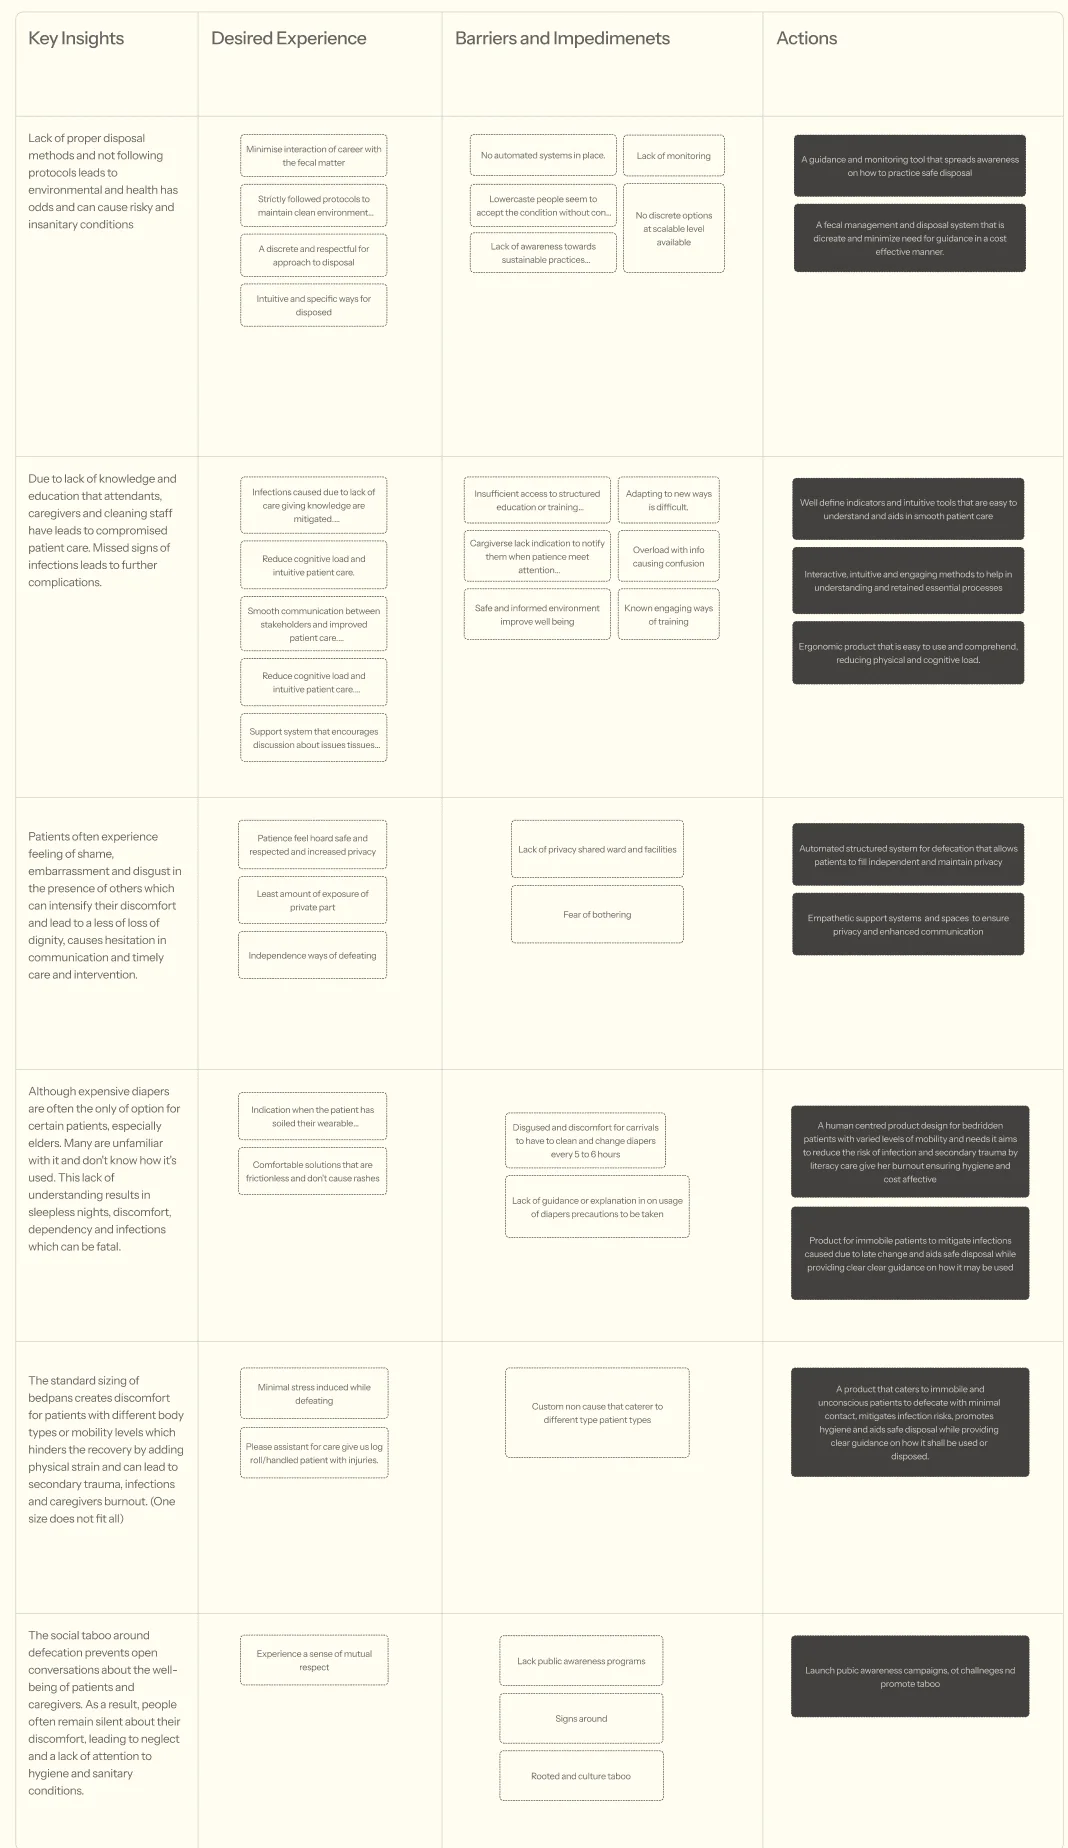 Key Insights
Desired Experience
Barriers and Impedimenets
Actions
Lack of proper disposal
methods and not following
protocols leads to
environmental and health has
odds and can cause risky and
insanitary conditions
Minimise interaction of career with
the fecal matter
Strictly followed protocols to
maintain clean environment...
A discrete and respectful for
approach to disposal
Intuitive and specific ways for
disposed
No automated systems in place.
Lack of monitoring
Lowercaste people seem to
accept the condition without con...
No discrete options
at scalable level
available
Lack of awareness towards
sustainable practices...
A guidance and monitoring tool that spreads awareness
on how to practice safe disposal
A fecal management and disposal system that is
dicreate and minimize need for guidance in a cost
effective manner.
Due to lack of knowledge and
education that attendants,
caregivers and cleaning staff
have leads to compromised
patient care. Missed signs of
infections leads to further
complications.
Infections caused due to lack of
care giving knowledge are
mitigated....
Reduce cognitive load and
intuitive patient care.
Smooth communication between
stakeholders and improved
patient care....
Reduce cognitive load and
intuitive patient care....
Support system that encourages
discussion about issues tissues...
Insufficient access to structured
education or training...
Adapting to new ways
is difficult.
Cargiverse lack indication to notify
them when patience meet
attention...
Overload with info
causing confusion
Safe and informed environment
improve well being
Known engaging ways
of training
Well define indicators and intuitive tools that are easy to
understand and aids in smooth patient care
Interactive, intuitive and engaging methods to help in
understanding and retained essential processes
Ergonomic product that is easy to use and comprehend,
reducing physical and cognitive load.
Patients often experience
feeling of shame,
embarrassment and disgust in
the presence of others which
can intensify their discomfort
and lead to a less of loss of
dignity, causes hesitation in
communication and timely
care and intervention.
Patience feel hoard safe and
respected and increased privacy
Least amount of exposure of
private part
Independence ways of defeating
Lack of privacy shared ward and facilities
Fear of bothering
Automated structured system for defecation that allows
patients to fill independent and maintain privacy
Empathetic support systems and spaces to ensure
privacy and enhanced communication
Although expensive diapers
are often the only of option for
certain patients, especially
elders. Many are unfamiliar
with it and don't know how it's
used. This lack of
understanding results in
sleepless nights, discomfort,
dependency and infections
which can be fatal.
Indication when the patient has
soiled their wearable...
Comfortable solutions that are
frictionless and don't cause rashes
Disgused and discomfort for carrivals
to have to clean and change diapers
every 5 to 6 hours
Lack of guidance or explanation in on usage
of diapers precautions to be taken
A human centred product design for bedridden
patients with varied levels of mobility and needs it aims
to reduce the risk of infection and secondary trauma by
literacy care give her burnout ensuring hygiene and
cost affective
Product for immobile patients to mitigate infections
caused due to late change and aids safe disposal while
providing clear clear guidance on how it may be used
The standard sizing of
bedpans creates discomfort
for patients with different body
types or mobility levels which
hinders the recovery by adding
physical strain and can lead to
secondary trauma, infections
and caregivers burnout. (One
size does not fit all)
Minimal stress induced while
defeating
Please assistant for care give us log
roll/handled patient with injuries.
Custom non cause that caterer to
different type patient types
A product that caters to immobile and
unconscious patients to defecate with minimal
contact, mitigates infection risks, promotes
hygiene and aids safe disposal while providing
clear guidance on how it shall be used or
disposed.
The social taboo around
defecation prevents open
conversations about the well-
being of patients and
caregivers. As a result, people
often remain silent about their
discomfort, leading to neglect
and a lack of attention to
hygiene and sanitary
conditions.
Experience a sense of mutual
respect
Lack public awareness programs
Signs around
Rooted and culture taboo
Launch pubic awareness campaigns, ot challneges nd
promote taboo